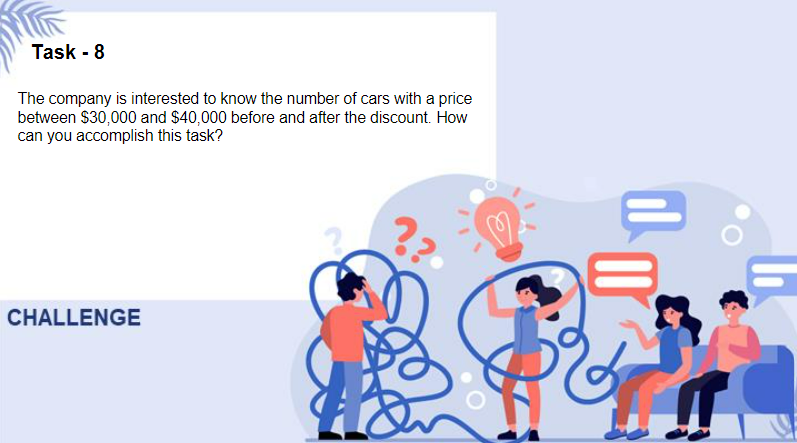 Task - 8
The company is interested to know the number of cars with a price
between $30,000 and $40,000 before and after the discount. How
can you accomplish this task?
? ? ?
?
CHALLENGE